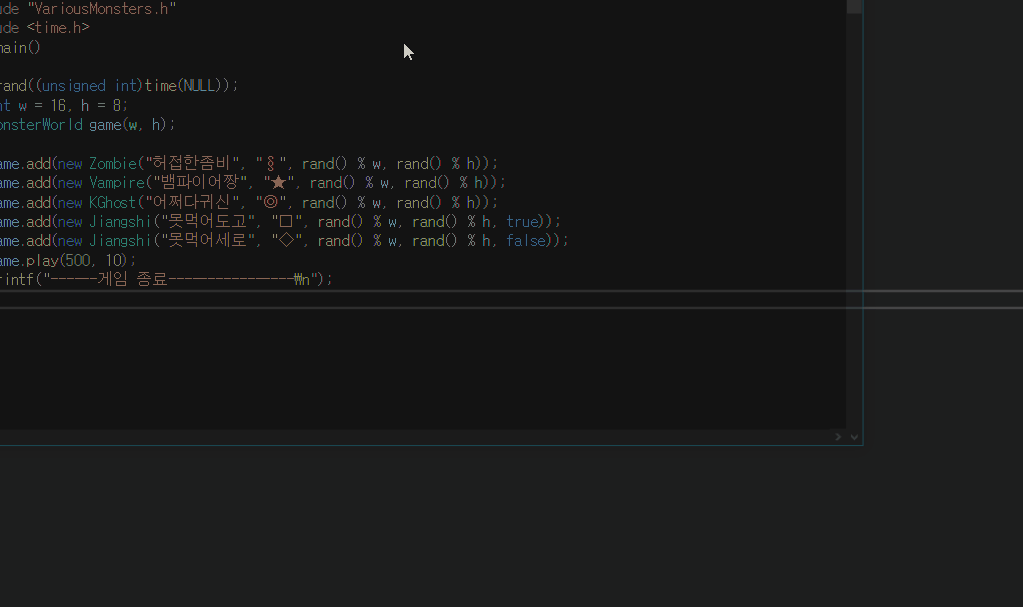 ude "VariousMonsters.h"
ude <time.h>
main()
rand((unsigned int)time(NULL));
nt w = 16, h = 8;
onsterWorld game(w, h);
ame.add(new Zombie("허접한좀비", "§", rand() % w, rand() % h));
ame.add(new Vampire("뱀파이어짱", "★", rand() % w, rand() % h));
ame.add(new KGhost("어쩌다귀신", "◎", rand() % w, rand() % h));
ame.add(new Jiangshi("못먹어도고", "□", rand() % w, rand() % h, true));
ame.add(new Jiangshi("못먹어세로", "◇", rand() % w, rand() % h, false));
ame.play(500, 10);
rintf("------게임 종료----------------₩n");